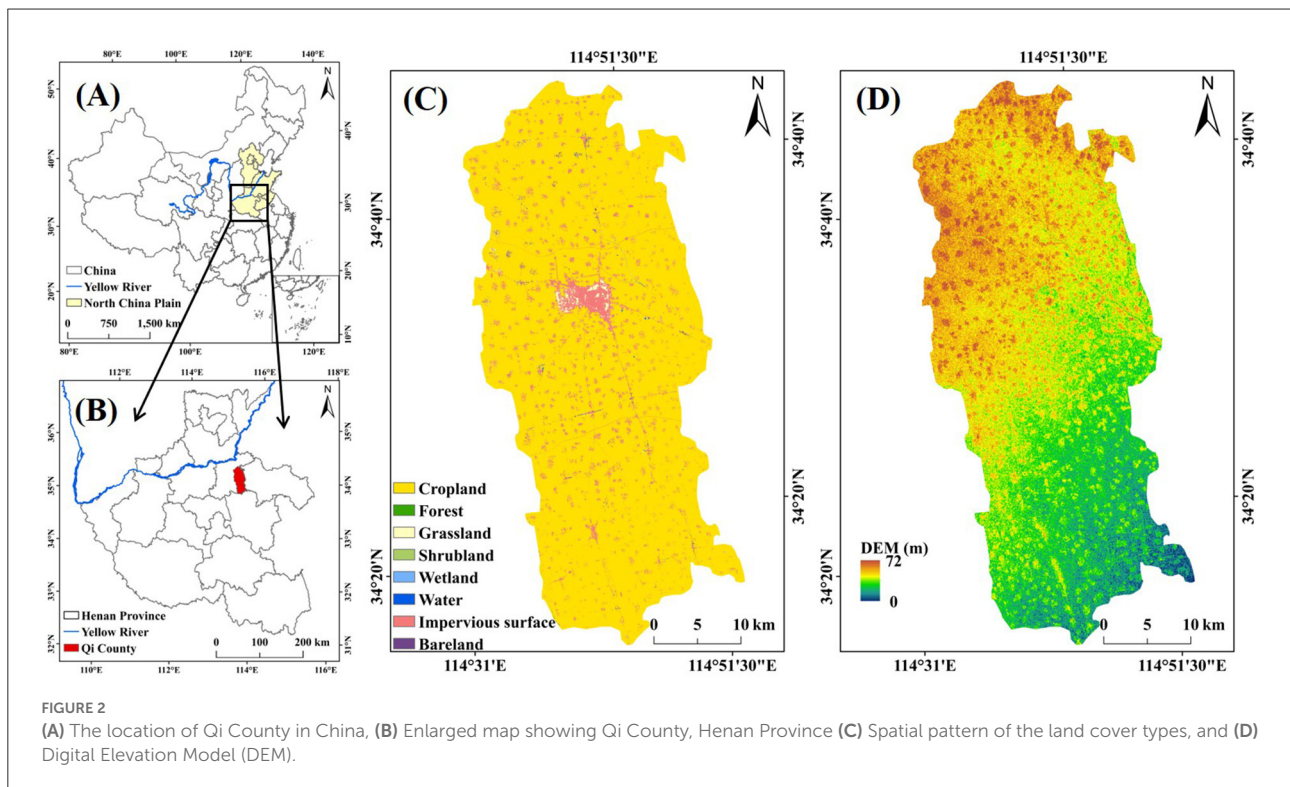 80°E 100°E 120°E 140°E
(A)
N
50°N
40°N
30°N
20°N
10°N
50°N
40°N
30°N
20°N
China
Yellow River
North China Plain
0 750 1,500 km
80°E 100°E 120°E
112°E 114°E 116°E 118°E
(B)
N
35°N
34°N
33°N
32°N
31°N
36°N
35°N
34°N
33°N
32°N
Henan Province
Yellow River
Qi County
0 100 200 km
110°E 112°E 114°E 116°E
114°51'30"E
(C)
N
34°40'N
34°20'N
34°40'N
34°20'N
Cropland
Forest
Grassland
Shrubland
Wetland
Water
Impervious surface
Bareland
0 5 10 km
114°31'E 114°51'30"E
114°51'30"E
(D)
N
34°40'N
34°20'N
34°40'N
34°20'N
DEM (m)
72
0
0 5 10 km
114°31'E 114°51'30"E
FIGURE 2
(A) The location of Qi County in China, (B) Enlarged map showing Qi County, Henan Province (C) Spatial pattern of the land cover types, and (D)
Digital Elevation Model (DEM).